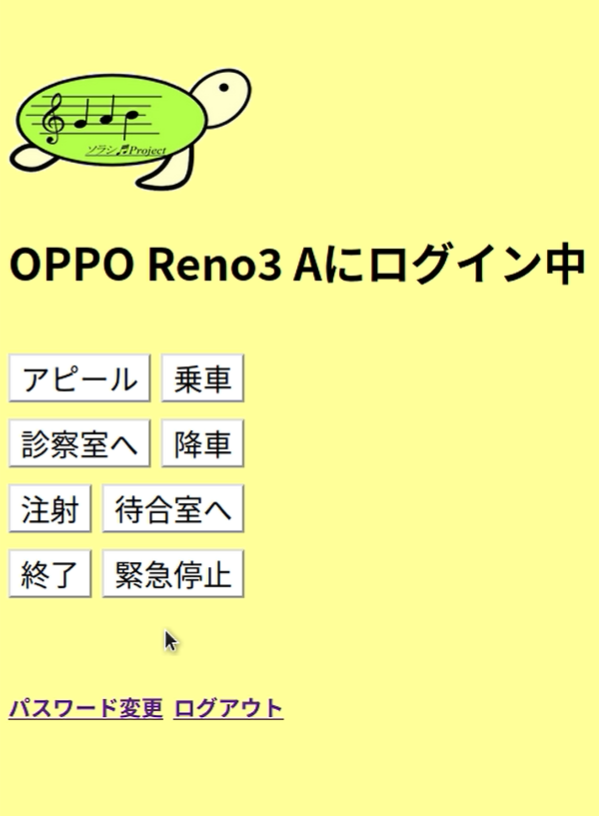 ソラシ🎵Project
OPPO Reno3 Aにログイン中
アピール 乗車
診察室へ 降車
注射 待合室へ
終了 緊急停止
パスワード変更 ログアウト